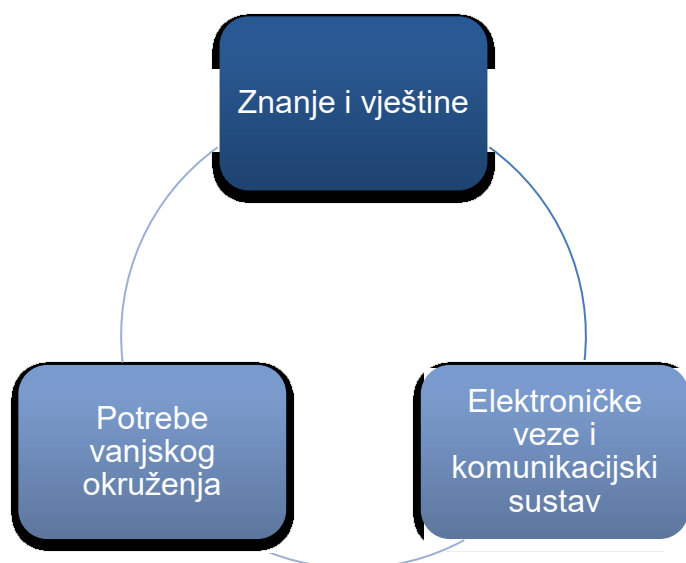 Znanje i vještine
Potrebe
vanjskog
okruženja
Elektroničke
veze i
komunikacijski
sustav